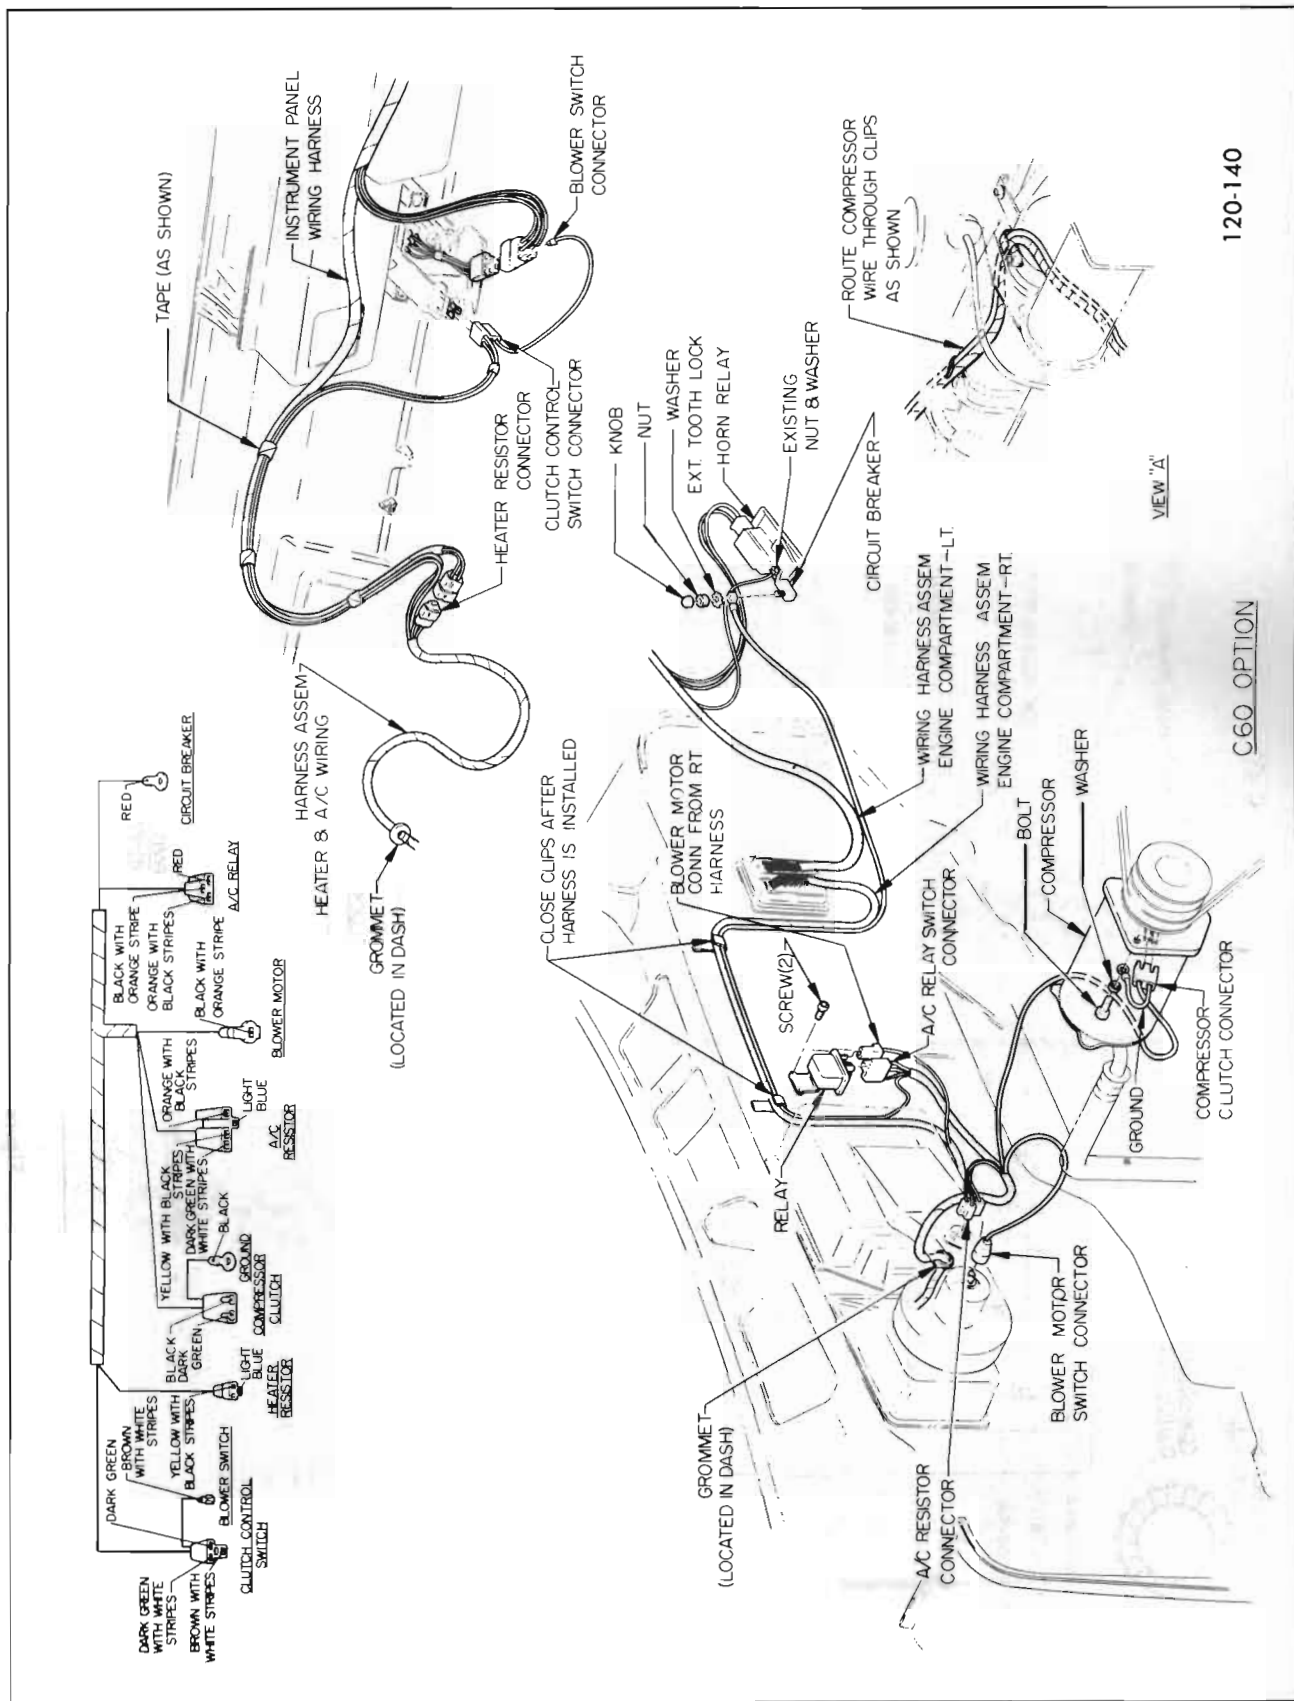 DARK GREEN
WITH WHITE
STRIPES
BROWN WITH
WHITE STRIPES
DARK GREEN
BROWN
WITH WHITE
STRIPES
BLOWER SWITCH
CLUTCH CONTROL
SWITCH
YELLOW WITH
BLACK STRIPES
LIGHT
BLUE
HEATER
RESISTOR
BLACK
DARK
GREEN
COMPRESSOR
CLUTCH
BLACK
GROUND
YELLOW WITH BLACK
STRIPES
DARK GREEN WITH
WHITE STRIPES
ORANGE WITH
BLACK
STRIPES
LIGHT
BLUE
A/C
RESISTOR
BLACK WITH
ORANGE STRIPE
BLOWER MOTOR
BLACK WITH
ORANGE STRIPE
ORANGE WITH
BLACK STRIPES
RED
A/C RELAY
RED
CIRCUIT BREAKER
TAPE (AS SHOWN)
INSTRUMENT PANEL
WIRING HARNESS
BLOWER SWITCH
CONNECTOR
CLUTCH CONTROL
SWITCH CONNECTOR
HEATER RESISTOR
CONNECTOR
HARNESS ASSEM
HEATER & A/C WIRING
GROMMET
(LOCATED IN DASH)
CLOSE CLIPS AFTER
HARNESS IS INSTALLED
BLOWER MOTOR
CONN FROM RT
HARNESS
SCREW(2)
RELAY
A/C RELAY SWITCH
CONNECTOR
KNOB
NUT
WASHER
EXT. TOOTH LOCK
HORN RELAY
EXISTING
NUT & WASHER
CIRCUIT BREAKER
WIRING HARNESS ASSEM
ENGINE COMPARTMENT-LT.
WIRING HARNESS ASSEM
ENGINE COMPARTMENT-RT.
ROUTE COMPRESSOR
WIRE THROUGH CLIPS
AS SHOWN
VIEW "A"
BOLT
COMPRESSOR
WASHER
GROUND
COMPRESSOR
CLUTCH CONNECTOR
GROMMET
(LOCATED IN DASH)
A/C RESISTOR
CONNECTOR
BLOWER MOTOR
SWITCH CONNECTOR
C60 OPTION
120-140